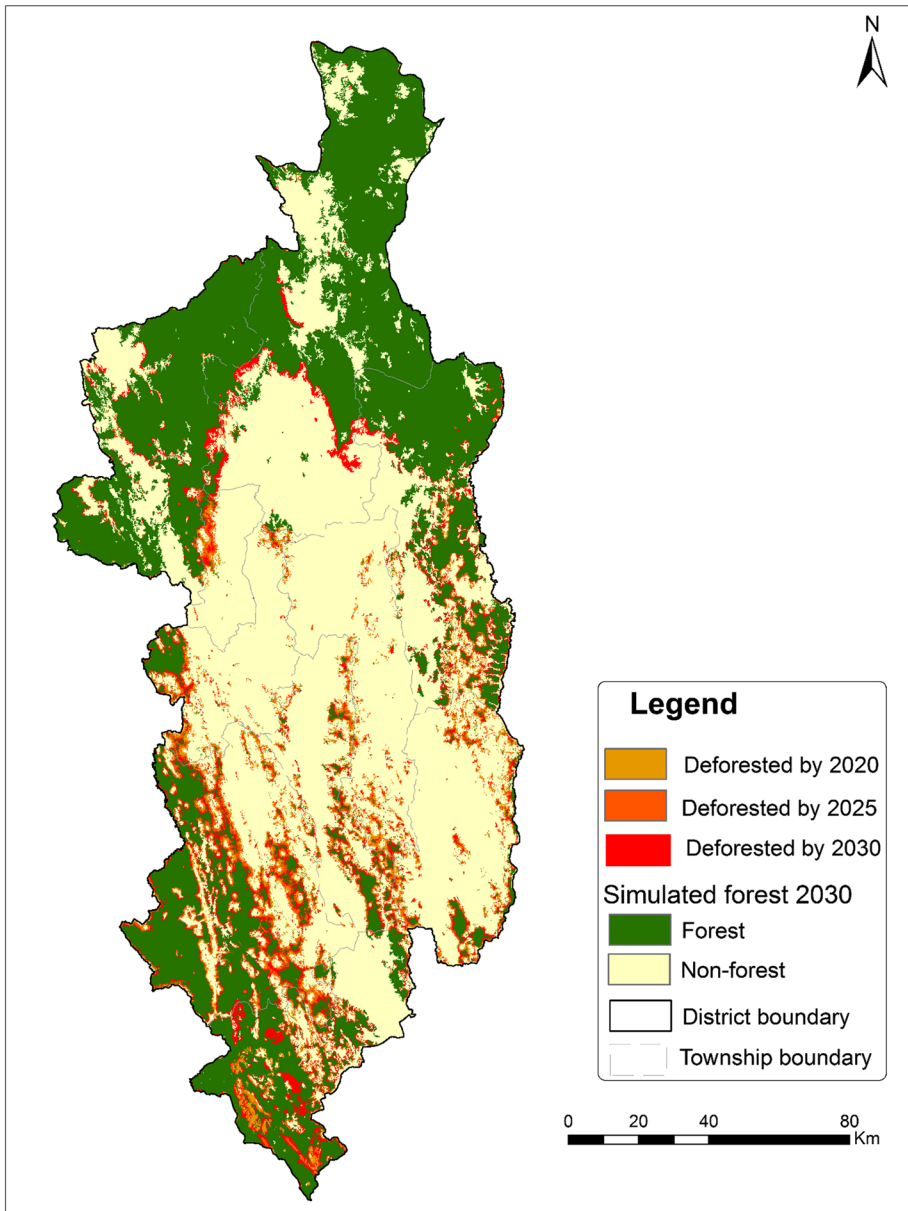 N
Legend
Deforested by 2020
Deforested by 2025
Deforested by 2030
Simulated forest 2030
Forest
Non-forest
District boundary
Township boundary
0 20 40 80
Km